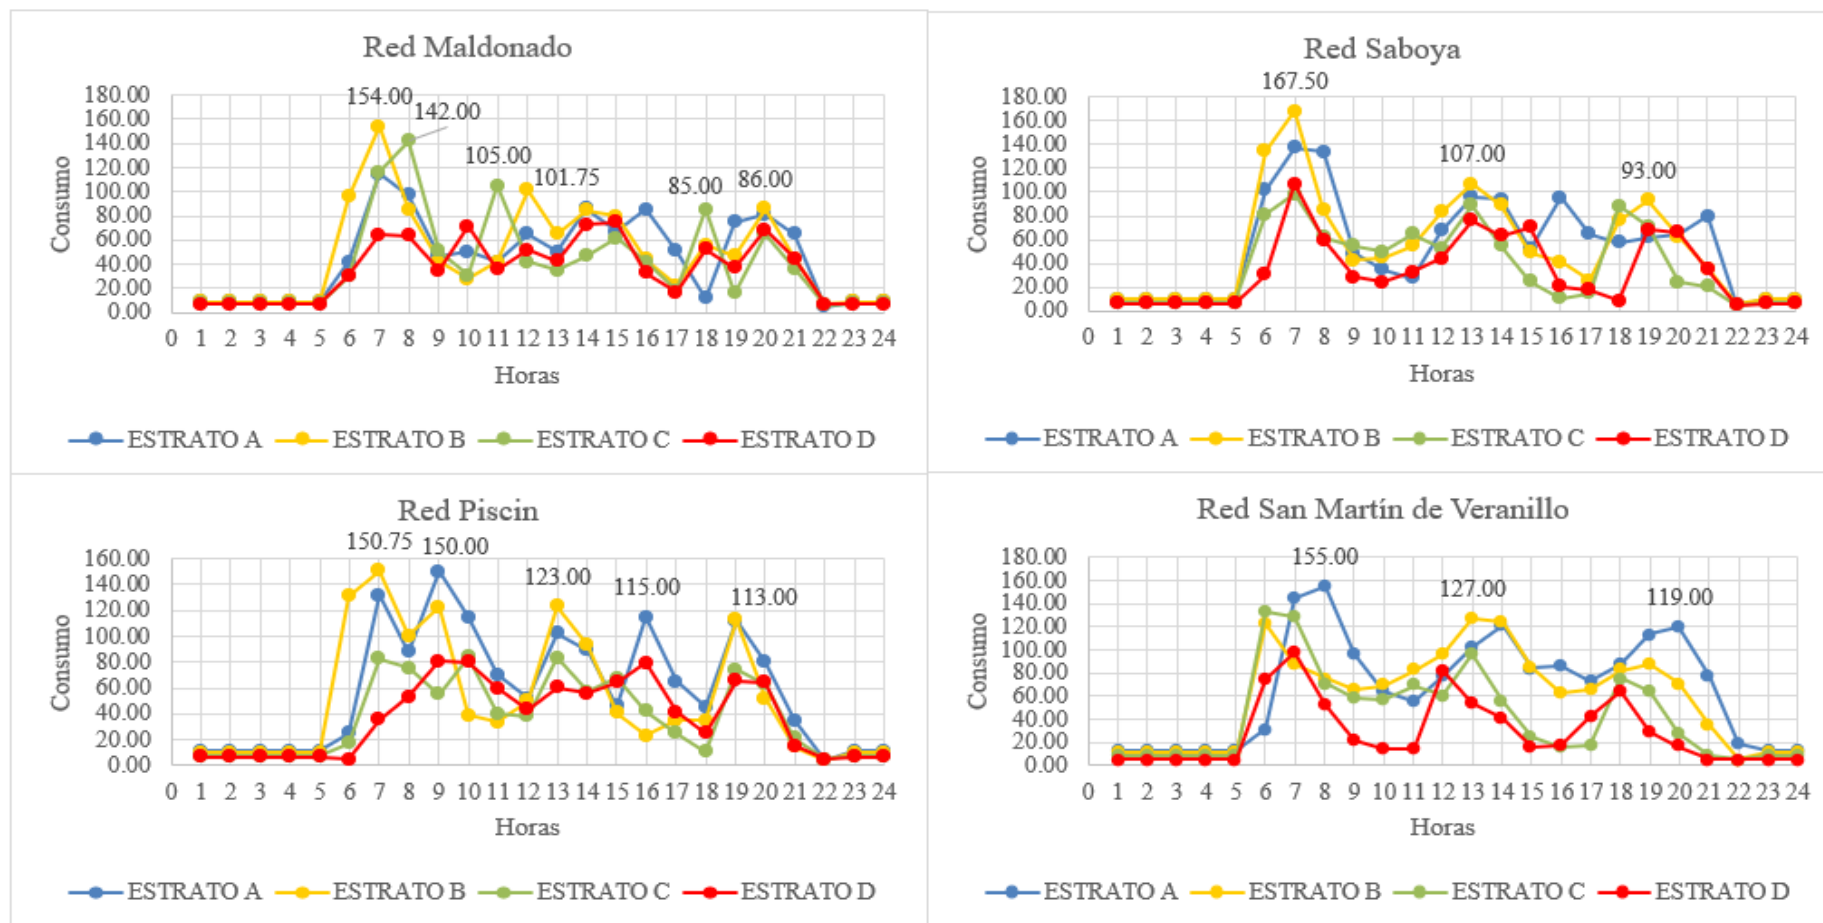 Red Maldonado
180.00
160.00
140.00
120.00
100.00
80.00
60.00
40.00
20.00
0.00
Consumo
154.00
142.00
105.00
101.75
85.00
86.00
0 1 2 3 4 5 6 7 8 9 10 11 12 13 14 15 16 17 18 19 20 21 22 23 24
Horas
ESTRATO A ESTRATO B ESTRATO C ESTRATO D
Red Saboya
180.00
160.00
140.00
120.00
100.00
80.00
60.00
40.00
20.00
0.00
Consumo
167.50
107.00
93.00
0 1 2 3 4 5 6 7 8 9 10 11 12 13 14 15 16 17 18 19 20 21 22 23 24
Horas
ESTRATO A ESTRATO B ESTRATO C ESTRATO D
Red Piscin
160.00
140.00
120.00
100.00
80.00
60.00
40.00
20.00
0.00
Consumo
150.75
150.00
123.00
115.00
113.00
0 1 2 3 4 5 6 7 8 9 10 11 12 13 14 15 16 17 18 19 20 21 22 23 24
Horas
ESTRATO A ESTRATO B ESTRATO C ESTRATO D
Red San Martín de Veranillo
180.00
160.00
140.00
120.00
100.00
80.00
60.00
40.00
20.00
0.00
Consumo
155.00
127.00
119.00
0 1 2 3 4 5 6 7 8 9 10 11 12 13 14 15 16 17 18 19 20 21 22 23 24
Horas
ESTRATO A ESTRATO B ESTRATO C ESTRATO D